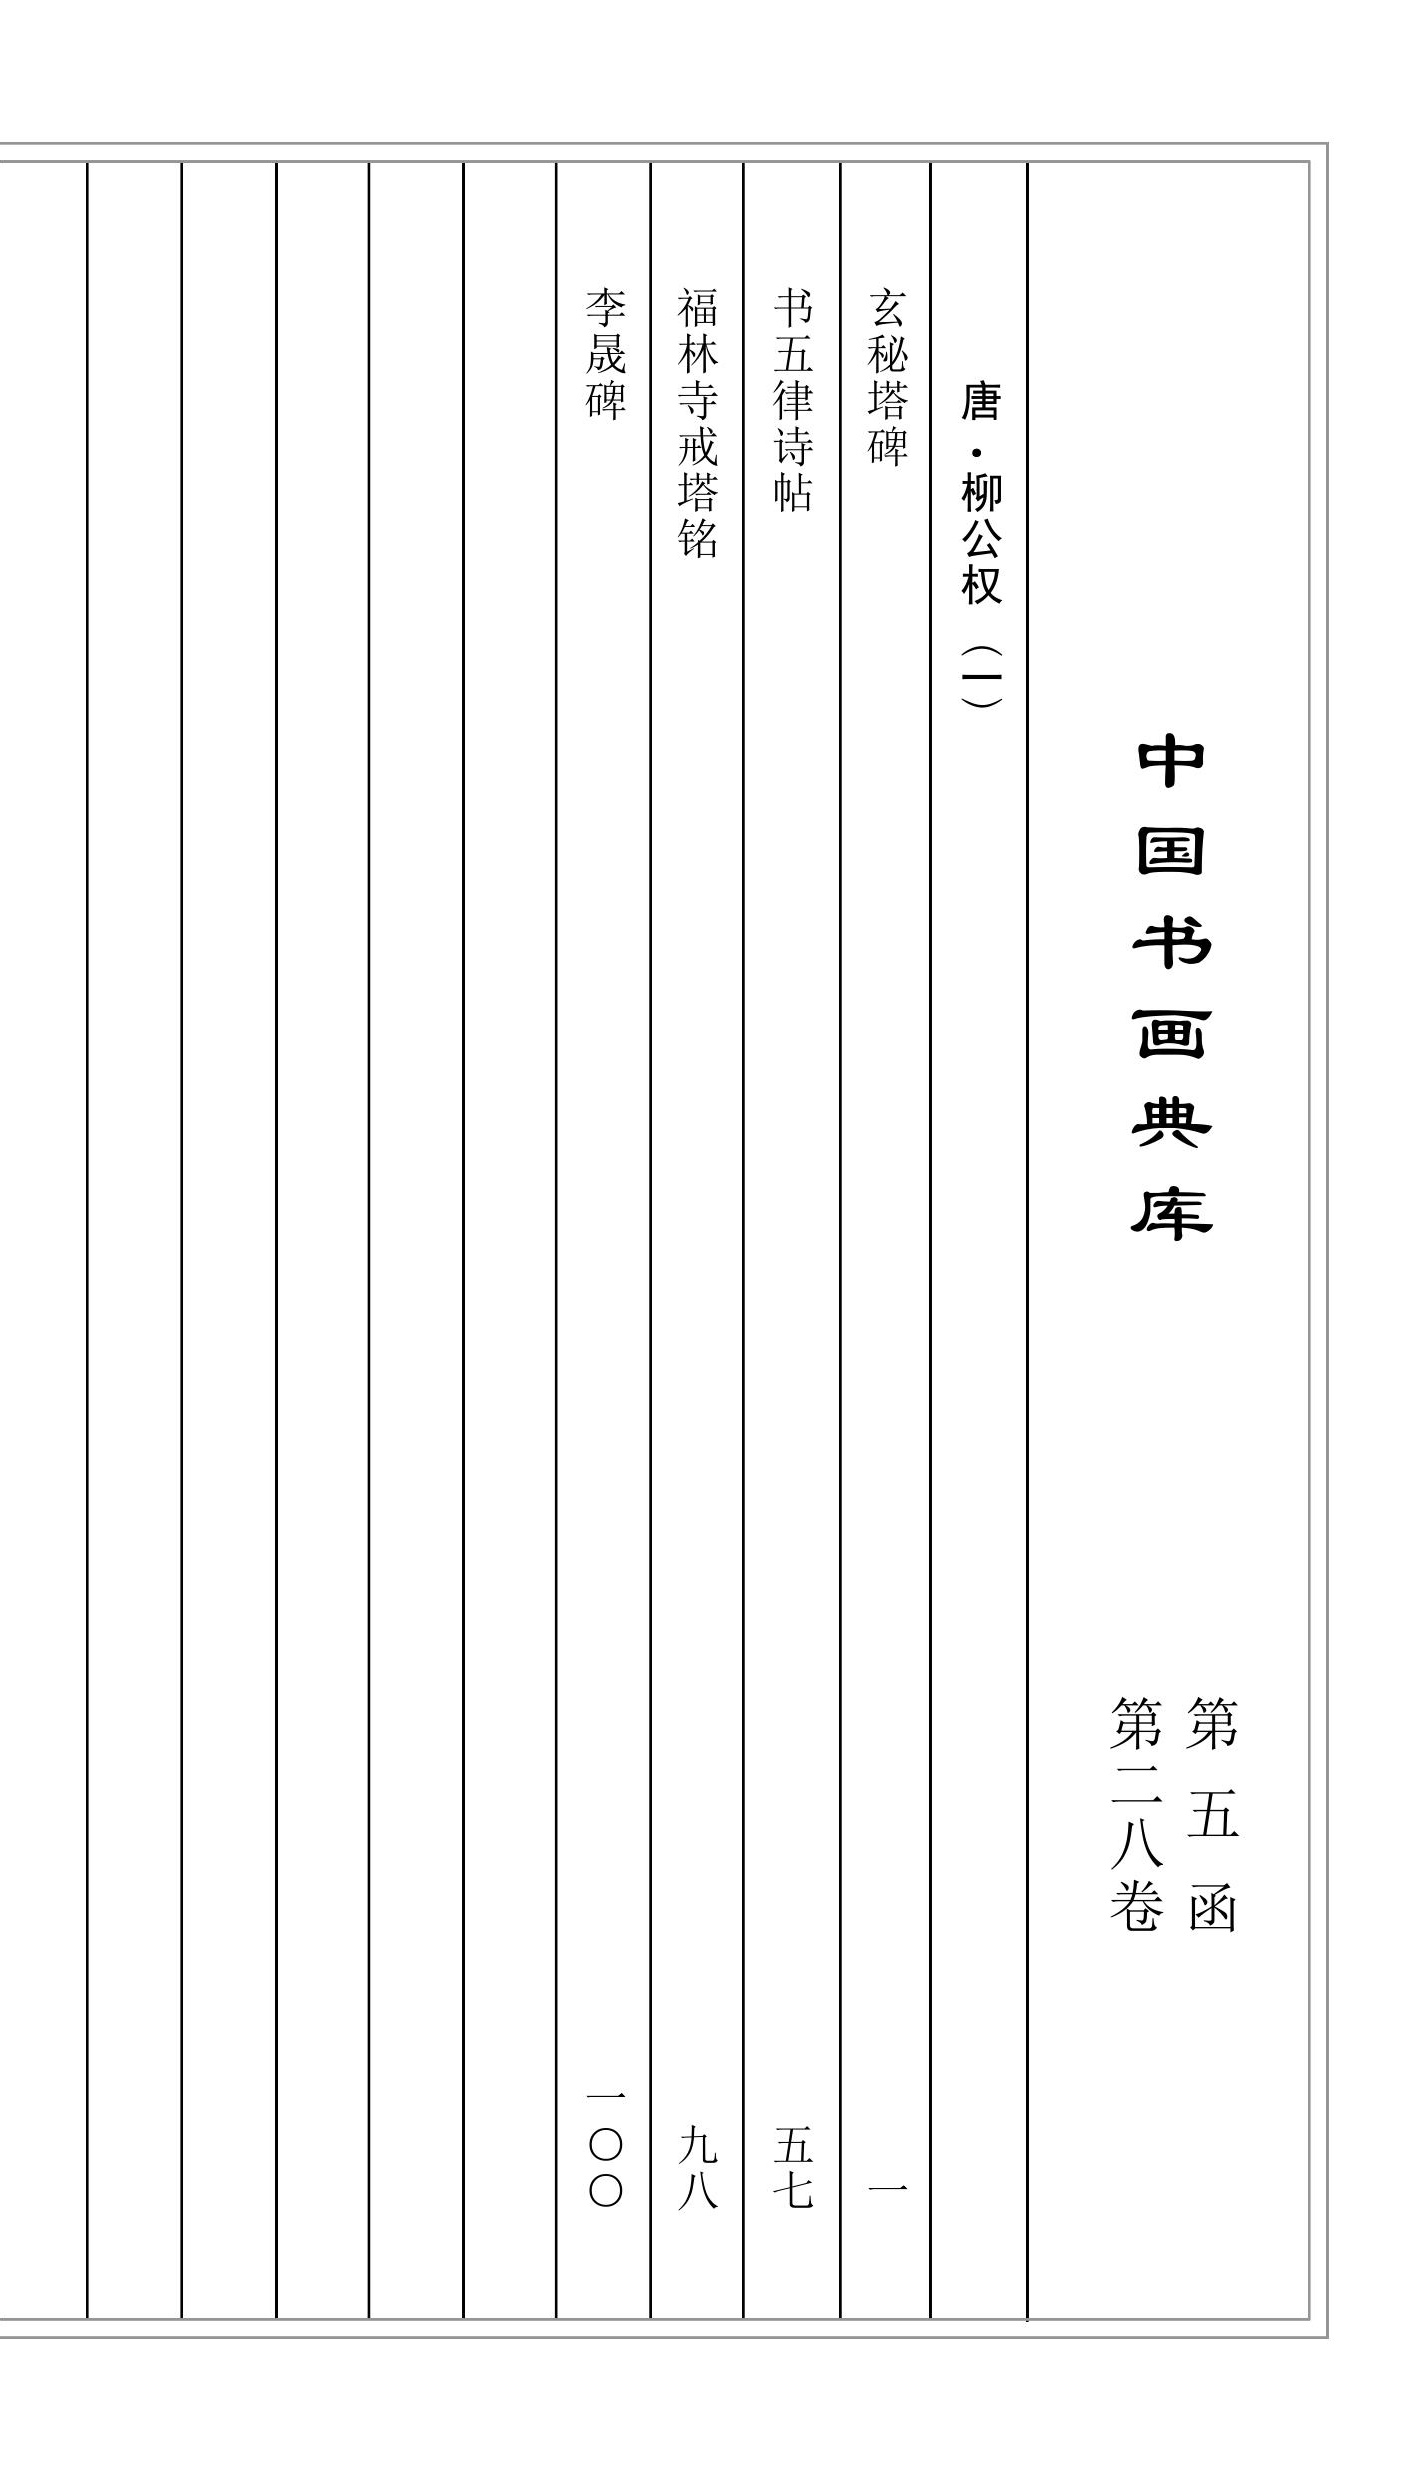 中国书画典库
第五函
第二八卷
唐·柳公权（一）
玄秘塔碑 一
书五律诗帖 五七
福林寺戒塔铭 九八
李晟碑 一〇〇